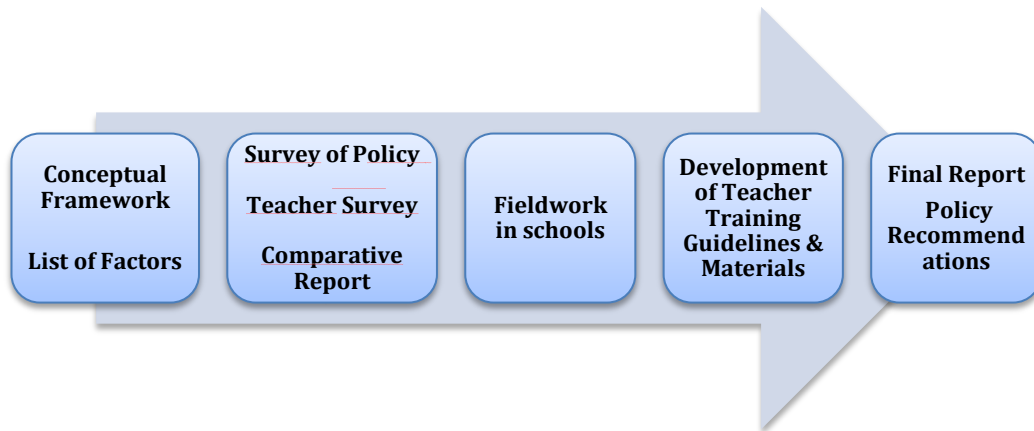 Conceptual
Framework
List of Factors
Survey of Policy
Teacher Survey
Comparative
Report
Fieldwork
in schools
Development
of Teacher
Training
Guidelines &
Materials
Final Report
Policy
Recommend
ations